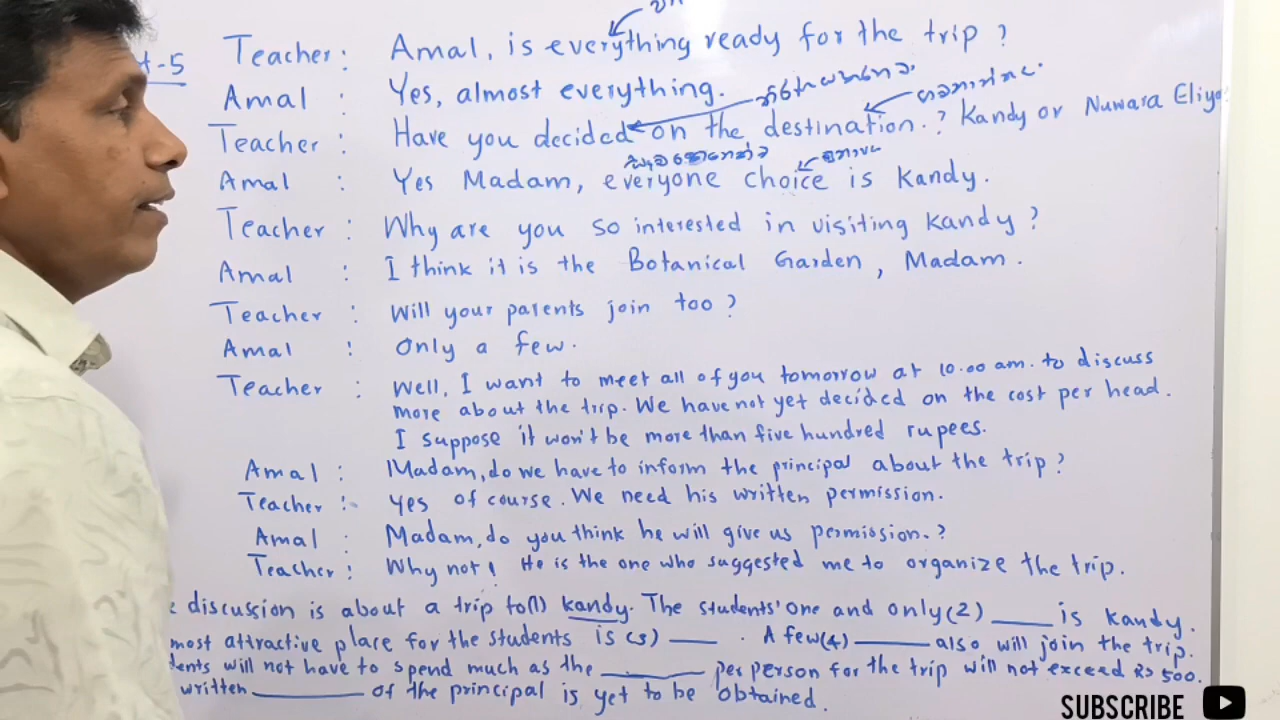 t-5
Teacher: Amal, is everything ready for the trip?
Amal : Yes, almost everything.
Teacher: Have you decided on the destination.? Kandy or Nuwara Eliya
Amal : Yes Madam, everyone choice is Kandy.
Teacher : Why are you so interested in visiting Kandy?
Amal : I think it is the Botanical Garden, Madam.
Teacher : Will your parents join too?
Amal : Only a few.
Teacher : Well, I want to meet all of you tomorrow at 10.00 am. to discuss
more about the trip. We have not yet decided on the cost per head.
I suppose it won't be more than five hundred rupees.
Amal : Madam, do we have to inform the principal about the trip?
Teacher : Yes of course. We need his written permission.
Amal : Madam, do you think he will give us permission.?
Teacher : Why not! He is the one who suggested me to organize the trip.
discussion is about a trip to(1) Kandy. The students' one and only(2) ____ is Kandy.
most attractive place for the students is (3) ____ . A few(4) ____ also will join the trip.
dents will not have to spend much as the ____ per person for the trip will not exceed Rs 500.
written ____ of the principal is yet to be obtained.
SUBSCRIBE